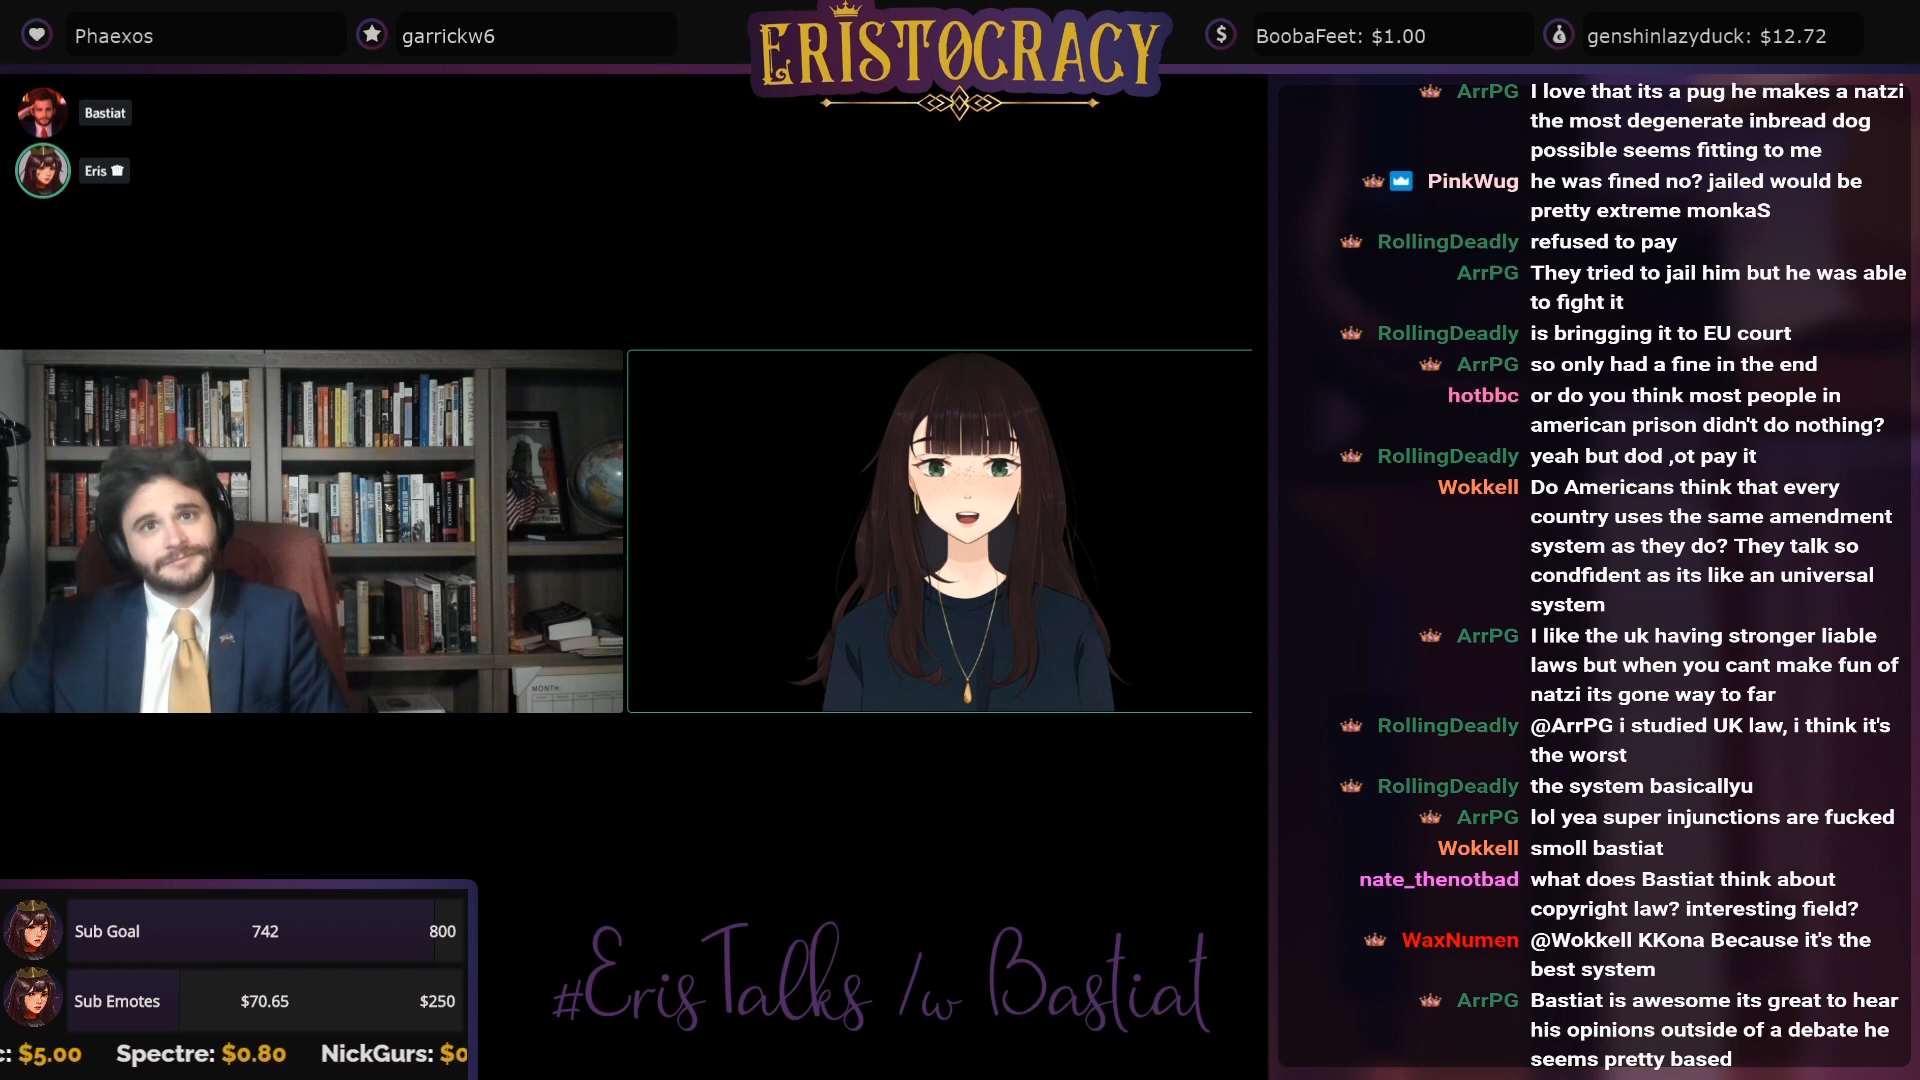 Phaexos
garrickw6
ERISTOCRACY
BoobaFeet: $1.00
genshinlazyduck: $12.72
Bastiat
Eris
MONTH:
Sub Goal 742 800
Sub Emotes $70.65 $250
c: $5.00 Spectre: $0.80 NickGurs: $0
#ErisTalks /w Bastiat
ArrPG I love that its a pug he makes a natzi
the most degenerate inbread dog
possible seems fitting to me
PinkWug he was fined no? jailed would be
pretty extreme monkaS
RollingDeadly refused to pay
ArrPG They tried to jail him but he was able
to fight it
RollingDeadly is bringging it to EU court
ArrPG so only had a fine in the end
hotbbc or do you think most people in
american prison didn't do nothing?
RollingDeadly yeah but dod ,ot pay it
Wokkell Do Americans think that every
country uses the same amendment
system as they do? They talk so
condfident as its like an universal
system
ArrPG I like the uk having stronger liable
laws but when you cant make fun of
natzi its gone way to far
RollingDeadly @ArrPG i studied UK law, i think it's
the worst
RollingDeadly the system basicallyu
ArrPG lol yea super injunctions are fucked
Wokkell smoll bastiat
nate_thenotbad what does Bastiat think about
copyright law? interesting field?
WaxNumen @Wokkell KKona Because it's the
best system
ArrPG Bastiat is awesome its great to hear
his opinions outside of a debate he
seems pretty based